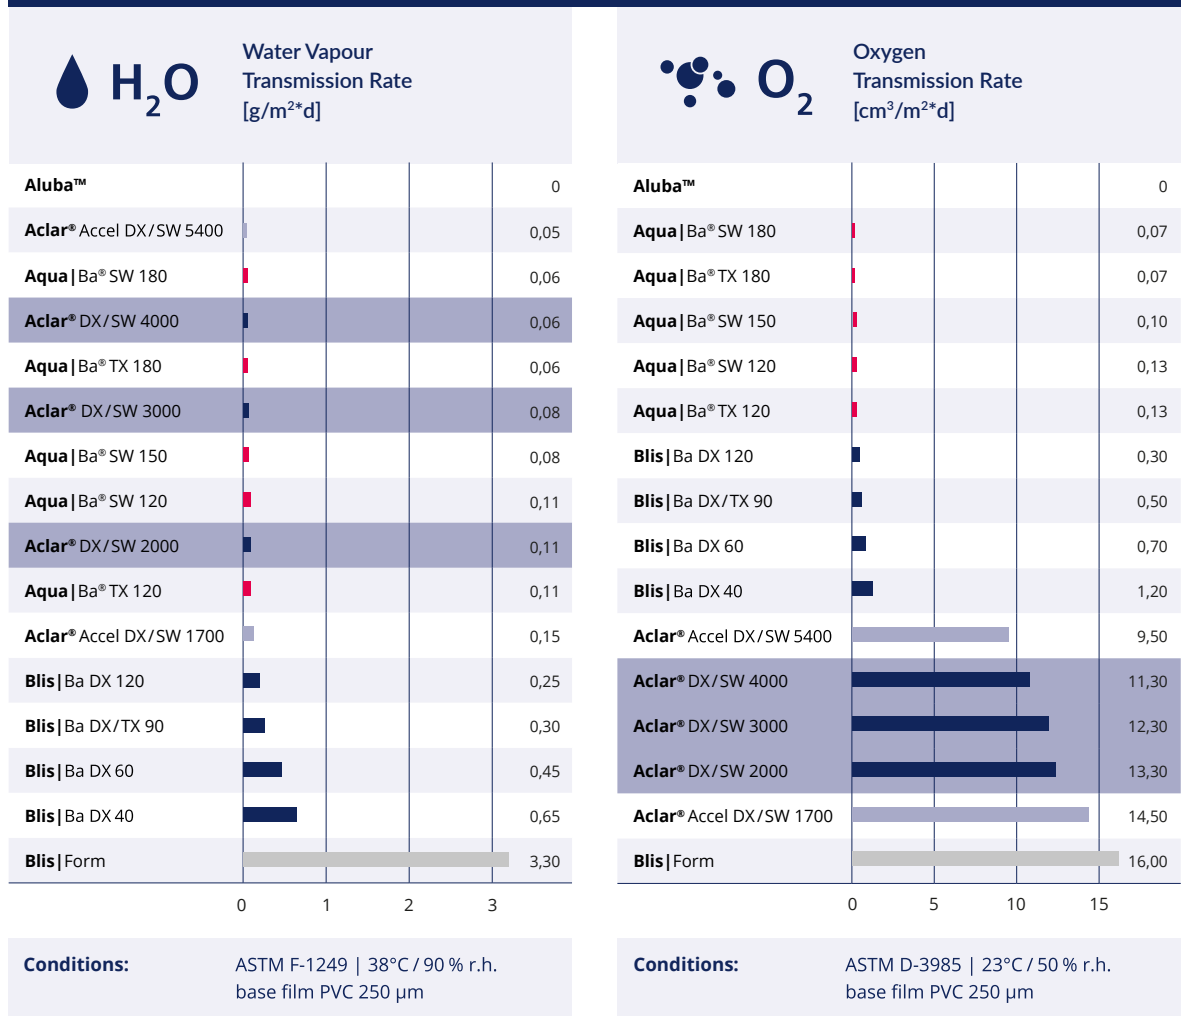 H₂O
Water Vapour
Transmission Rate
[g/m²*d]
Aluba™ 0
Aclar® Accel DX/SW 5400 0,05
Aqua|Ba® SW 180 0,06
Aclar® DX/SW 4000 0,06
Aqua|Ba® TX 180 0,06
Aclar® DX/SW 3000 0,08
Aqua|Ba® SW 150 0,08
Aqua|Ba® SW 120 0,11
Aclar® DX/SW 2000 0,11
Aqua|Ba® TX 120 0,11
Aclar® Accel DX/SW 1700 0,15
Blis|Ba DX 120 0,25
Blis|Ba DX/TX 90 0,30
Blis|Ba DX 60 0,45
Blis|Ba DX 40 0,65
Blis|Form 3,30
0 1 2 3
Conditions: ASTM F-1249 | 38°C / 90 % r.h.
base film PVC 250 µm
O₂
Oxygen
Transmission Rate
[cm³/m²*d]
Aluba™ 0
Aqua|Ba® SW 180 0,07
Aqua|Ba® TX 180 0,07
Aqua|Ba® SW 150 0,10
Aqua|Ba® SW 120 0,13
Aqua|Ba® TX 120 0,13
Blis|Ba DX 120 0,30
Blis|Ba DX/TX 90 0,50
Blis|Ba DX 60 0,70
Blis|Ba DX 40 1,20
Aclar® Accel DX/SW 5400 9,50
Aclar® DX/SW 4000 11,30
Aclar® DX/SW 3000 12,30
Aclar® DX/SW 2000 13,30
Aclar® Accel DX/SW 1700 14,50
Blis|Form 16,00
0 5 10 15
Conditions: ASTM D-3985 | 23°C / 50 % r.h.
base film PVC 250 µm